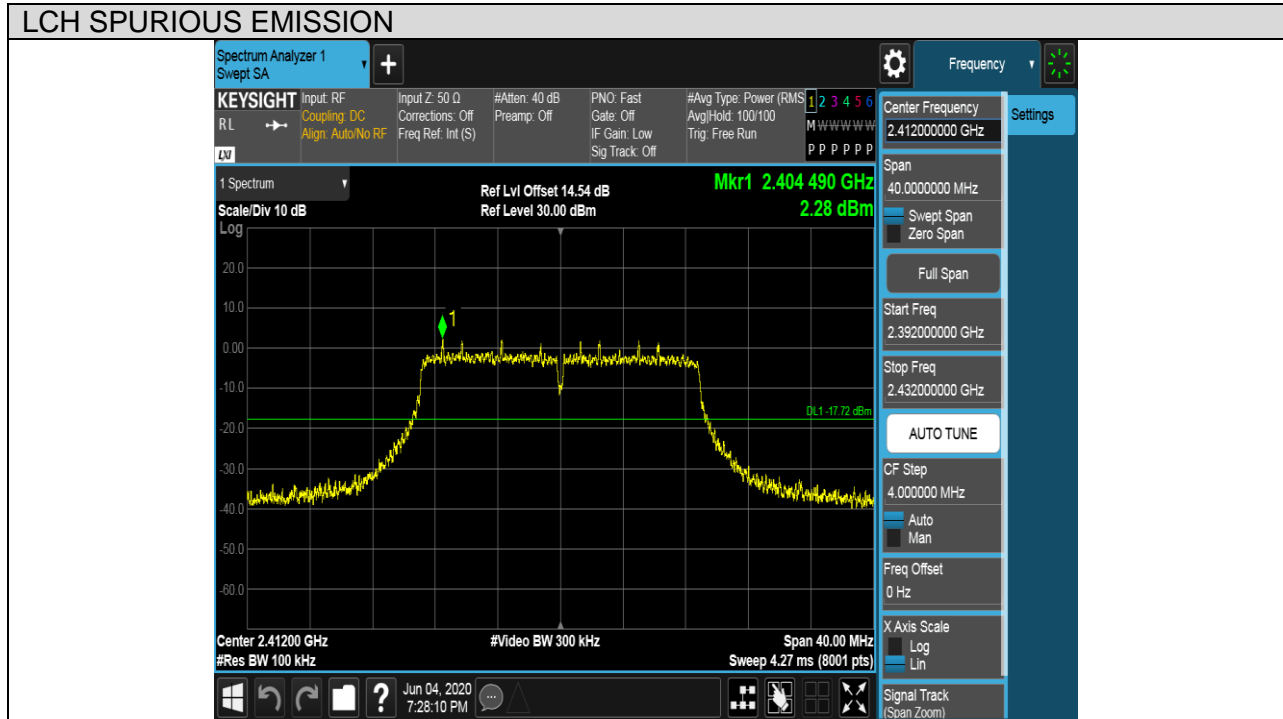 LCH SPURIOUS EMISSION
Spectrum Analyzer 1
Swept SA
+
Frequency
KEYSIGHT
RL
LXI
Input: RF
Coupling: DC
Align: Auto/No RF
Input Z: 50 Ω
Corrections: Off
Freq Ref: Int (S)
#Atten: 40 dB
Preamp: Off
PNO: Fast
Gate: Off
IF Gain: Low
Sig Track: Off
#Avg Type: Power (RMS
Avg|Hold: 100/100
Trig: Free Run
1 2 3 4 5 6
M W W W W W
P P P P P P
1 Spectrum
Scale/Div 10 dB
Log
Ref Lvl Offset 14.54 dB
Ref Level 30.00 dBm
Mkr1 2.404 490 GHz
2.28 dBm
20.0
10.0
0.00
-10.0
-20.0
-30.0
-40.0
-50.0
-60.0
1
DL1 -17.72 dBm
Center 2.41200 GHz
#Res BW 100 kHz
#Video BW 300 kHz
Span 40.00 MHz
Sweep 4.27 ms (8001 pts)
Center Frequency
2.412000000 GHz
Settings
Span
40.0000000 MHz
Swept Span
Zero Span
Full Span
Start Freq
2.392000000 GHz
Stop Freq
2.432000000 GHz
AUTO TUNE
CF Step
4.000000 MHz
Auto
Man
Freq Offset
0 Hz
X Axis Scale
Log
Lin
Signal Track
(Span Zoom)
?
Jun 04, 2020
7:28:10 PM